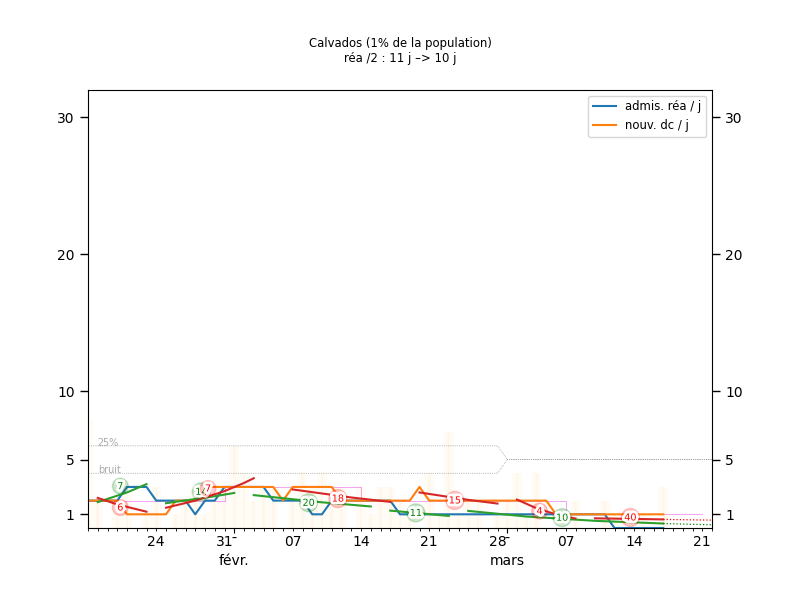 Calvados (1% de la population)
réa /2 : 11 j –> 10 j
admis. réa / j
nouv. dc / j
30 30
20 20
10 10
5 5
1 1
25%
bruit
7 6 7 20 18 11 15 4 10 40
24 31 07 14 21 28 07 14 21
févr. mars